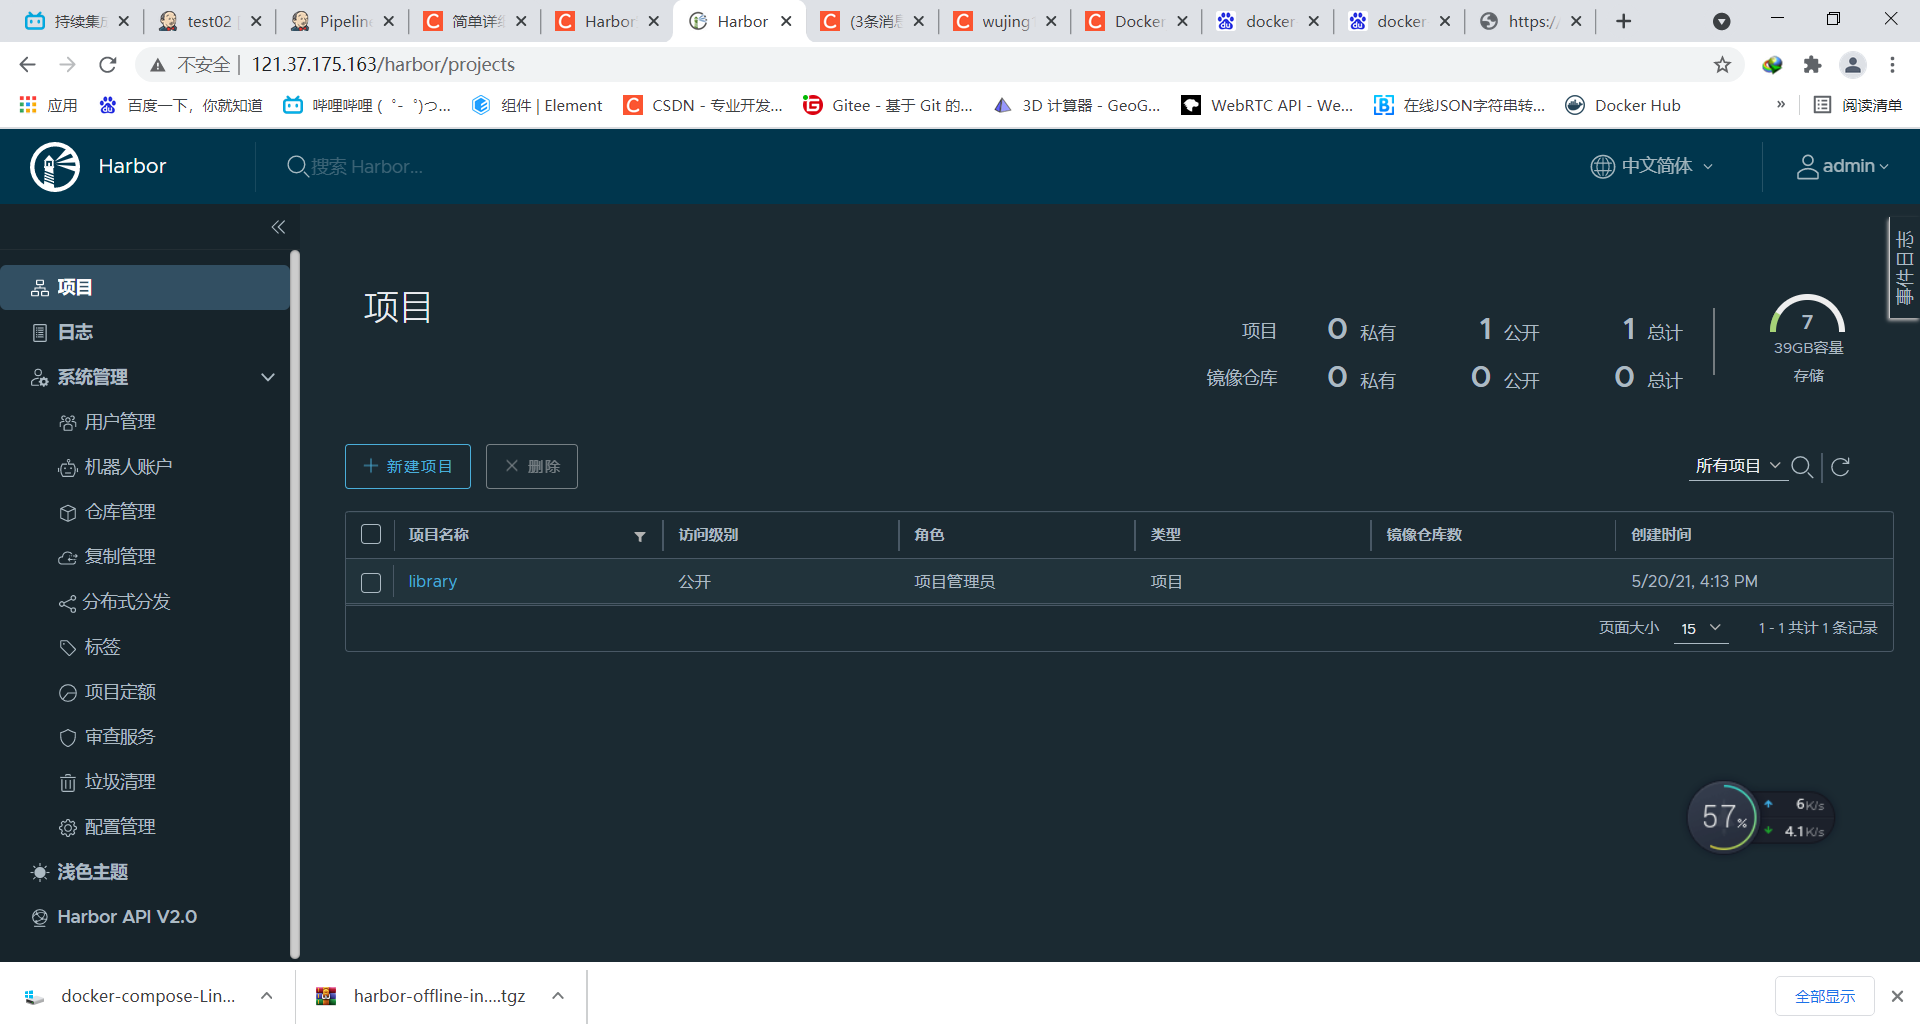 持续集成
test02
Pipeline
简单详细
Harbor
Harbor
(3条消息
wujing
Docker
docker
docker
https://
不安全 | 121.37.175.163/harbor/projects
应用
百度一下，你就知道
哔哩哔哩 ( ゜- ゜)つ...
组件 | Element
CSDN - 专业开发...
Gitee - 基于 Git 的...
3D 计算器 - GeoG...
WebRTC API - We...
在线JSON字符串转...
Docker Hub
»
阅读清单
Harbor
搜索 Harbor...
中文简体
admin
事件日志
项目
日志
系统管理
用户管理
机器人账户
仓库管理
复制管理
分布式分发
标签
项目定额
审查服务
垃圾清理
配置管理
浅色主题
Harbor API V2.0
项目
项目 0 私有 1 公开 1 总计
镜像仓库 0 私有 0 公开 0 总计
7
39GB容量
存储
新建项目
删除
所有项目
项目名称 访问级别 角色 类型 镜像仓库数 创建时间
library 公开 项目管理员 项目 5/20/21, 4:13 PM
页面大小 15 1 - 1 共计 1 条记录
57%
6K/s
4.1K/s
docker-compose-Lin...
harbor-offline-in....tgz
全部显示